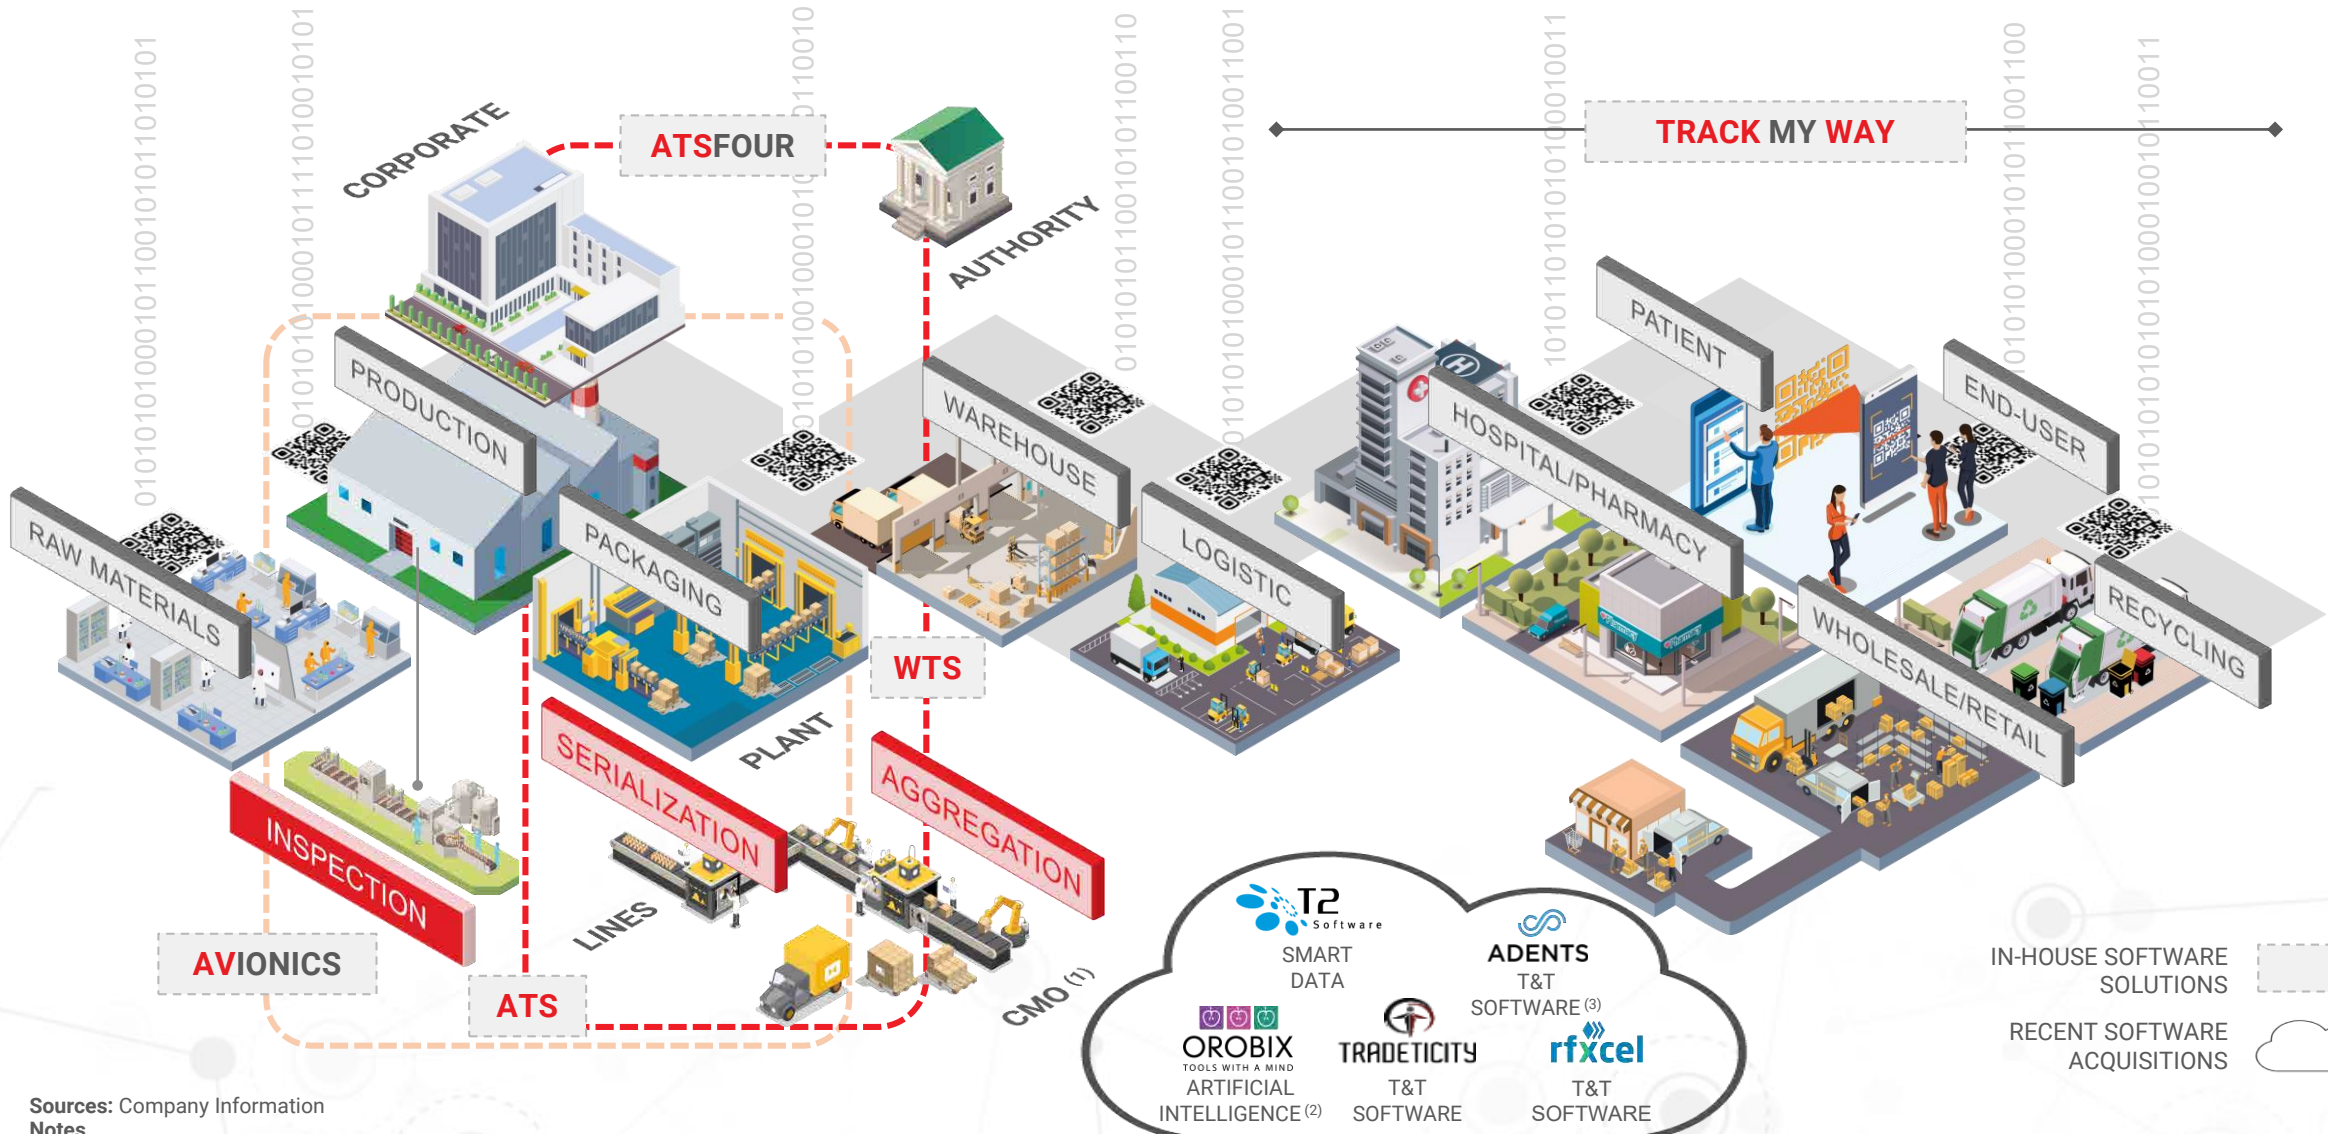 CORPORATE
ATSFOUR
AUTHORITY
TRACK MY WAY
PRODUCTION
WAREHOUSE
PATIENT
END-USER
HOSPITAL/PHARMACY
RAW MATERIALS
PACKAGING
LOGISTIC
RECYCLING
WHOLESALE/RETAIL
WTS
PLANT
SERIALIZATION
AGGREGATION
INSPECTION
LINES
AVIONICS
ATS
CMO (1)
T2
Software
SMART
DATA
ADENTS
T&T
SOFTWARE (3)
OROBIX
TOOLS WITH A MIND
ARTIFICIAL
INTELLIGENCE (2)
TRADETICITY
T&T
SOFTWARE
rfxcel
T&T
SOFTWARE
IN-HOUSE SOFTWARE
SOLUTIONS
RECENT SOFTWARE
ACQUISITIONS
Sources: Company Information
Notes